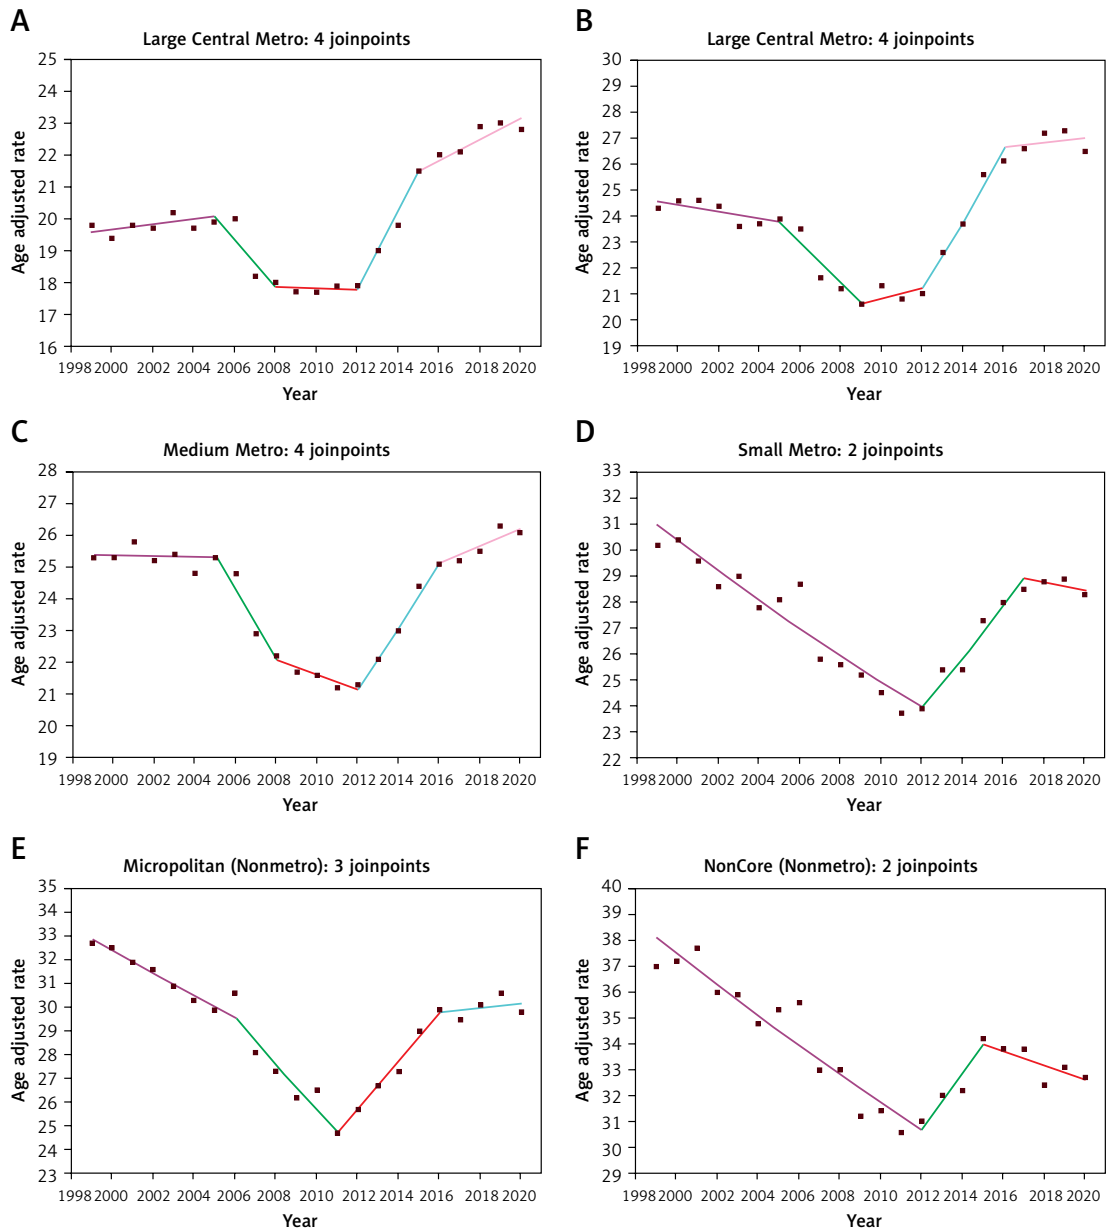 A
Large Central Metro: 4 joinpoints
Age adjusted rate
25
24
23
22
21
20
19
18
17
16
1998 2000 2002 2004 2006 2008 2010 2012 2014 2016 2018 2020
Year
B
Large Central Metro: 4 joinpoints
Age adjusted rate
30
29
28
27
26
25
24
23
22
21
20
19
1998 2000 2002 2004 2006 2008 2010 2012 2014 2016 2018 2020
Year
C
Medium Metro: 4 joinpoints
Age adjusted rate
28
27
26
25
24
23
22
21
20
19
1998 2000 2002 2004 2006 2008 2010 2012 2014 2016 2018 2020
Year
D
Small Metro: 2 joinpoints
Age adjusted rate
33
32
31
30
29
28
27
26
25
24
23
22
1998 2000 2002 2004 2006 2008 2010 2012 2014 2016 2018 2020
Year
E
Micropolitan (Nonmetro): 3 joinpoints
Age adjusted rate
35
33
33
32
31
30
29
28
27
26
25
24
23
1998 2000 2002 2004 2006 2008 2010 2012 2014 2016 2018 2020
Year
F
NonCore (Nonmetro): 2 joinpoints
Age adjusted rate
40
39
38
37
36
35
34
33
32
31
30
29
1998 2000 2002 2004 2006 2008 2010 2012 2014 2016 2018 2020
Year